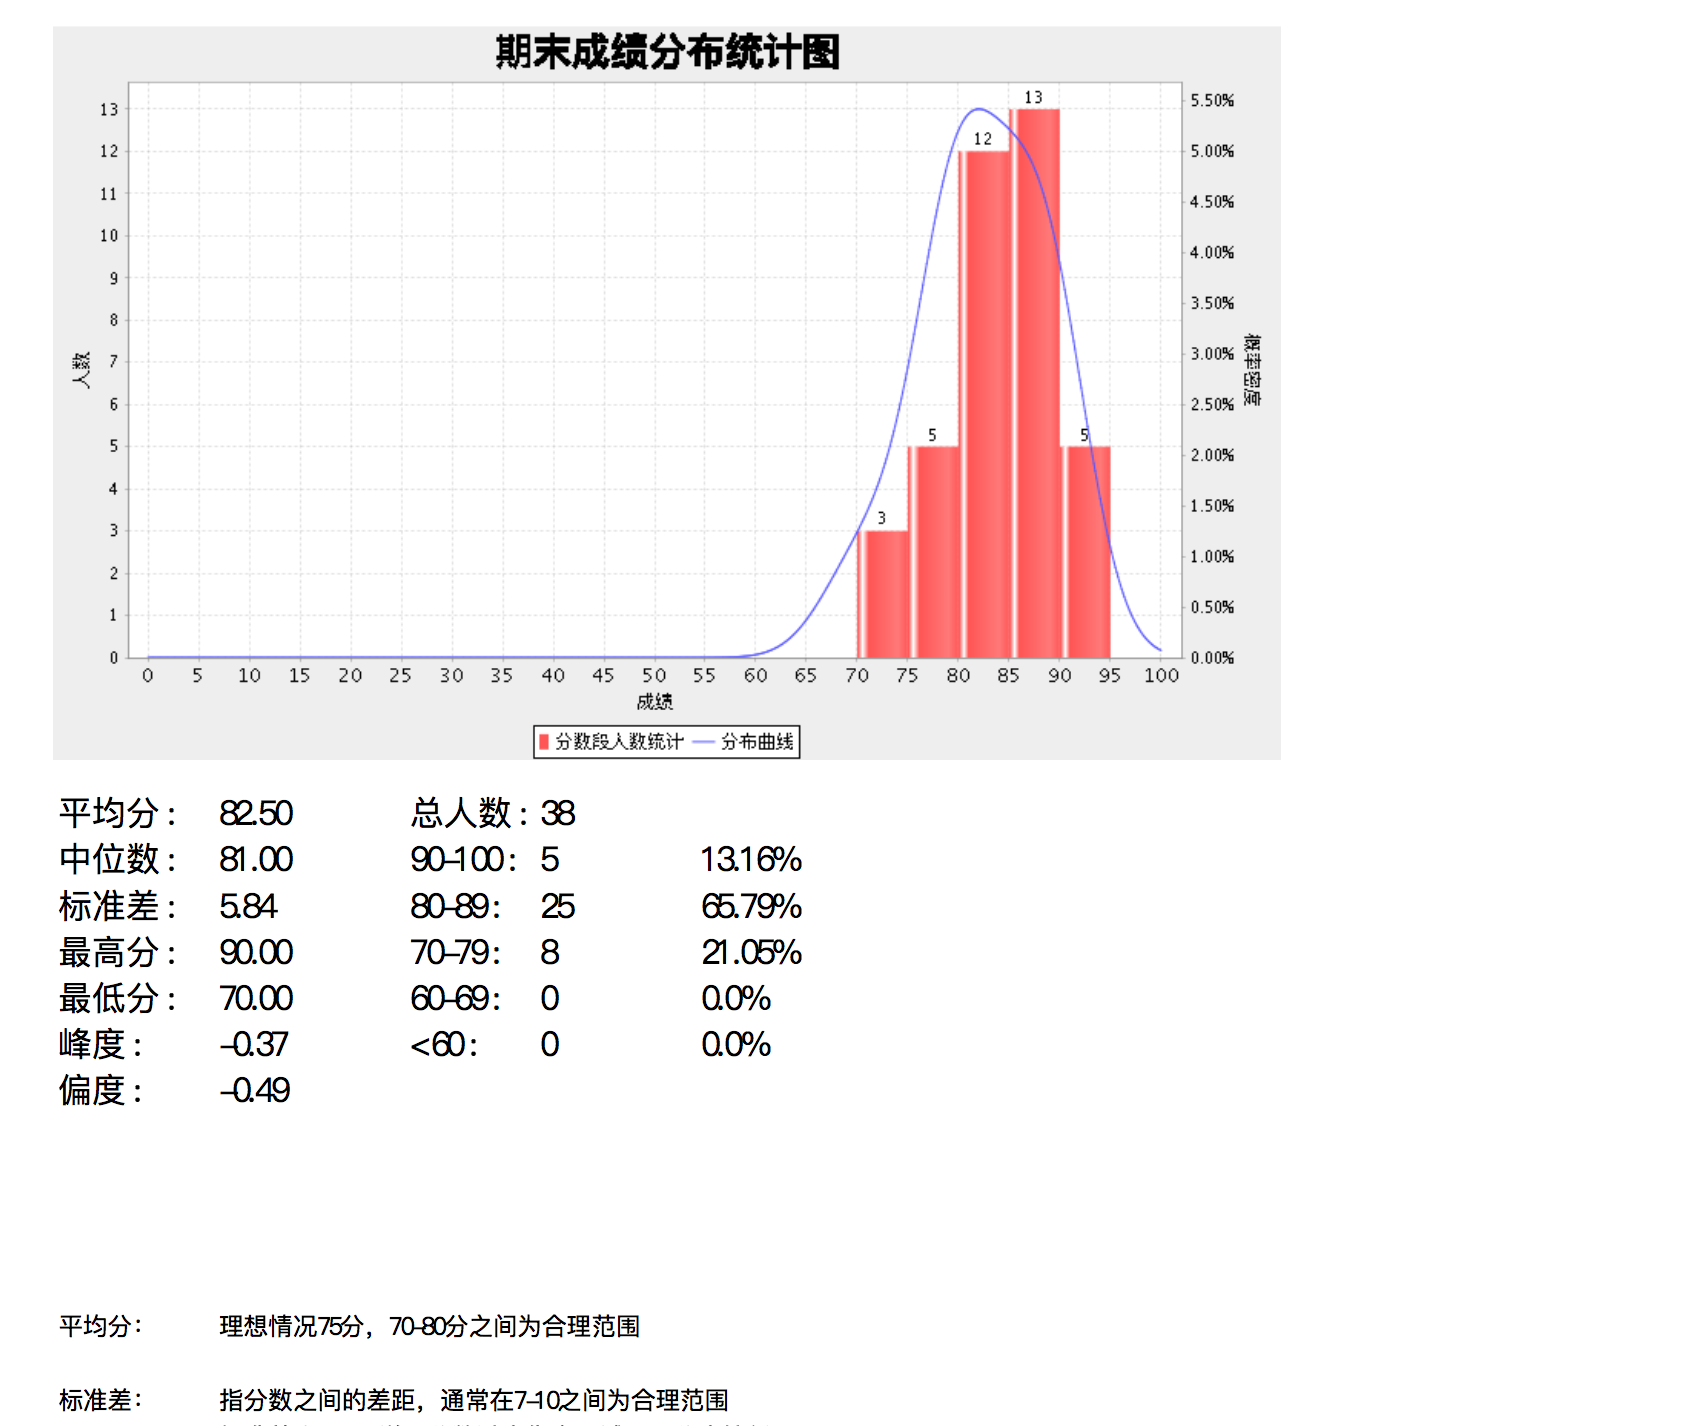 期末成绩分布统计图
13
12
11
10
9
8
7
6
5
4
3
2
1
0
人数
5.50%
5.00%
4.50%
4.00%
3.50%
3.00%
2.50%
2.00%
1.50%
1.00%
0.50%
0.00%
概率密度
3
5
12
13
5
0 5 10 15 20 25 30 35 40 45 50 55 60 65 70 75 80 85 90 95 100
成绩
分数段人数统计 分布曲线
平均分: 82.50 总人数: 38
中位数: 81.00 90-100: 5 13.16%
标准差: 5.84 80-89: 25 65.79%
最高分: 90.00 70-79: 8 21.05%
最低分: 70.00 60-69: 0 0.0%
峰度: -0.37 <60: 0 0.0%
偏度: -0.49
平均分: 理想情况75分，70-80分之间为合理范围
标准差: 指分数之间的差距，通常在7-10之间为合理范围